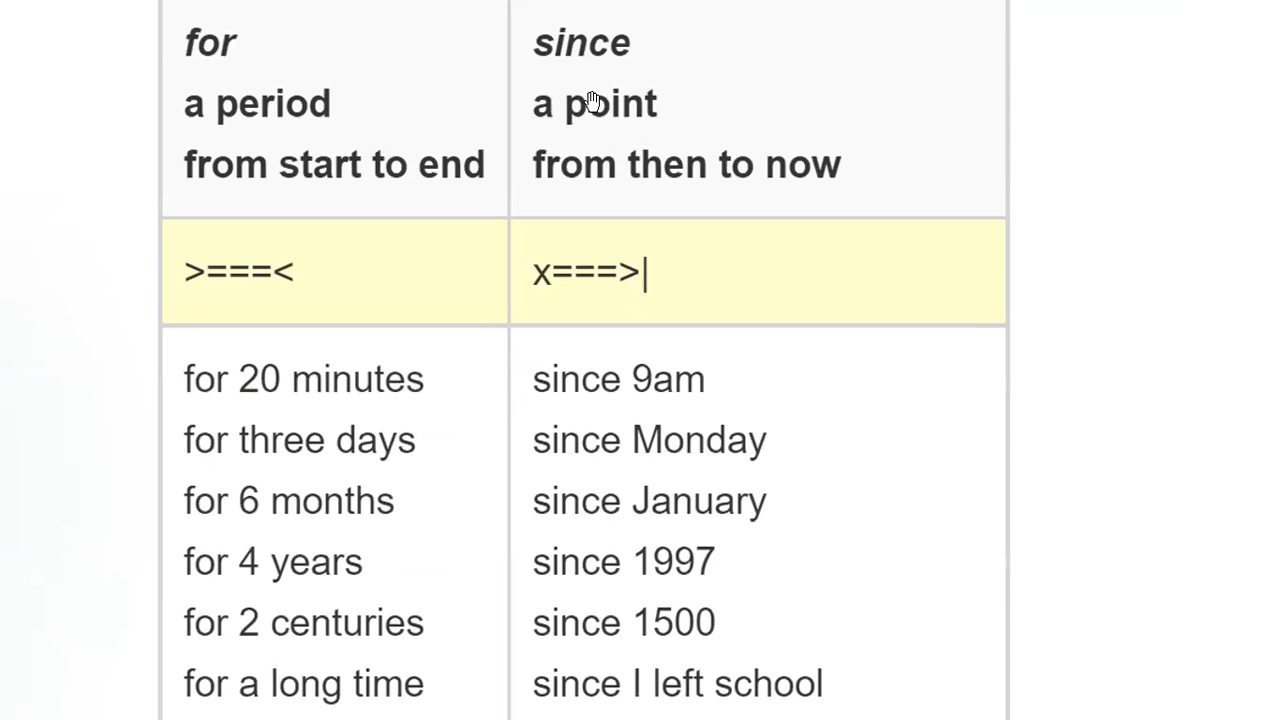 for
a period
from start to end
since
a point
from then to now
>===<
x===>|
for 20 minutes
for three days
for 6 months
for 4 years
for 2 centuries
for a long time
since 9am
since Monday
since January
since 1997
since 1500
since I left school